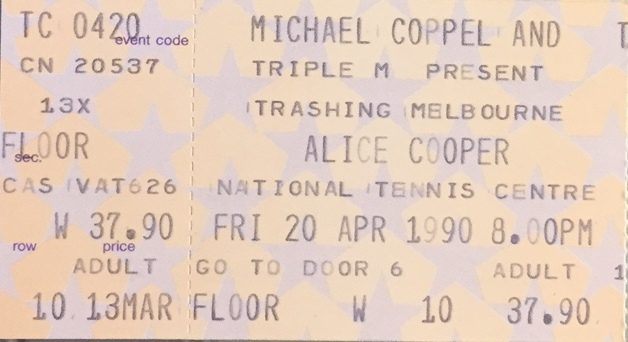 TC 0420
event code
CN 20537
13X
FLOOR
sec.
CAS VAT626
W 37.90
row price
ADULT
10 13MAR
MICHAEL COPPEL AND
TRIPLE M PRESENT
TRASHING MELBOURNE
ALICE COOPER
NATIONAL TENNIS CENTRE
FRI 20 APR 1990 8.00PM
GO TO DOOR 6 ADULT
FLOOR W 10 37.90